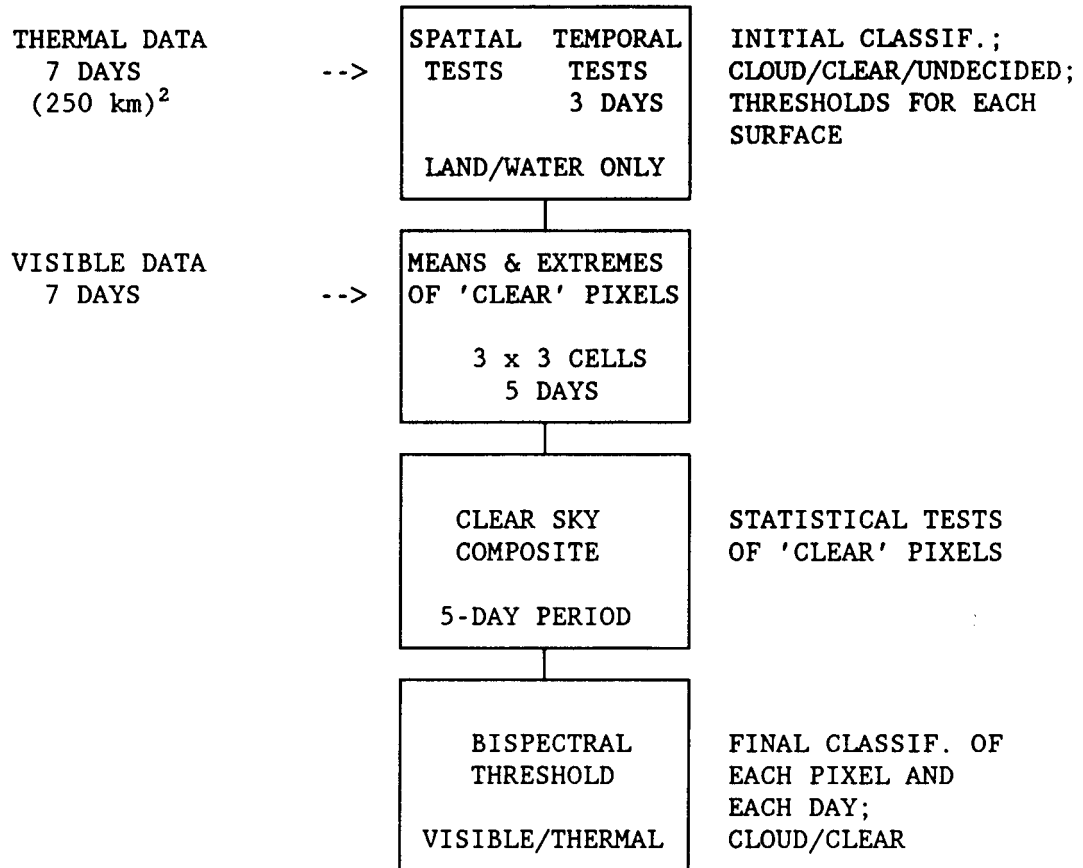 THERMAL DATA
7 DAYS
(250 km)²
-->
SPATIAL TEMPORAL
TESTS TESTS
3 DAYS
LAND/WATER ONLY
INITIAL CLASSIF.;
CLOUD/CLEAR/UNDECIDED;
THRESHOLDS FOR EACH
SURFACE
VISIBLE DATA
7 DAYS
-->
MEANS & EXTREMES
OF 'CLEAR' PIXELS
3 x 3 CELLS
5 DAYS
CLEAR SKY
COMPOSITE
5-DAY PERIOD
STATISTICAL TESTS
OF 'CLEAR' PIXELS
BISPECTRAL
THRESHOLD
VISIBLE/THERMAL
FINAL CLASSIF. OF
EACH PIXEL AND
EACH DAY;
CLOUD/CLEAR